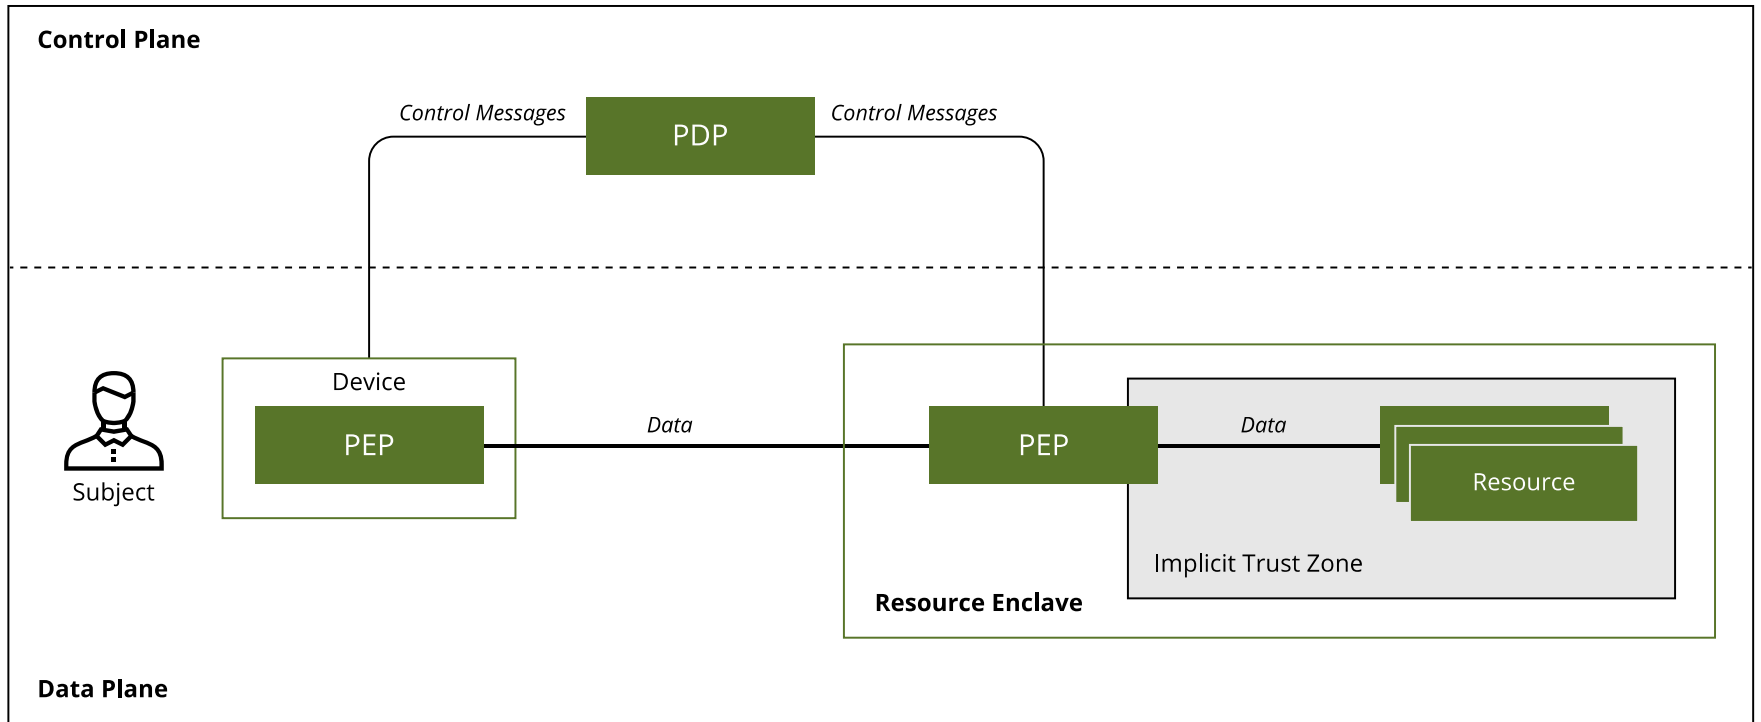 Control Plane
Control Messages
PDP
Control Messages
Device
PEP
Subject
Data
PEP
Data
Resource
Implicit Trust Zone
Resource Enclave
Data Plane